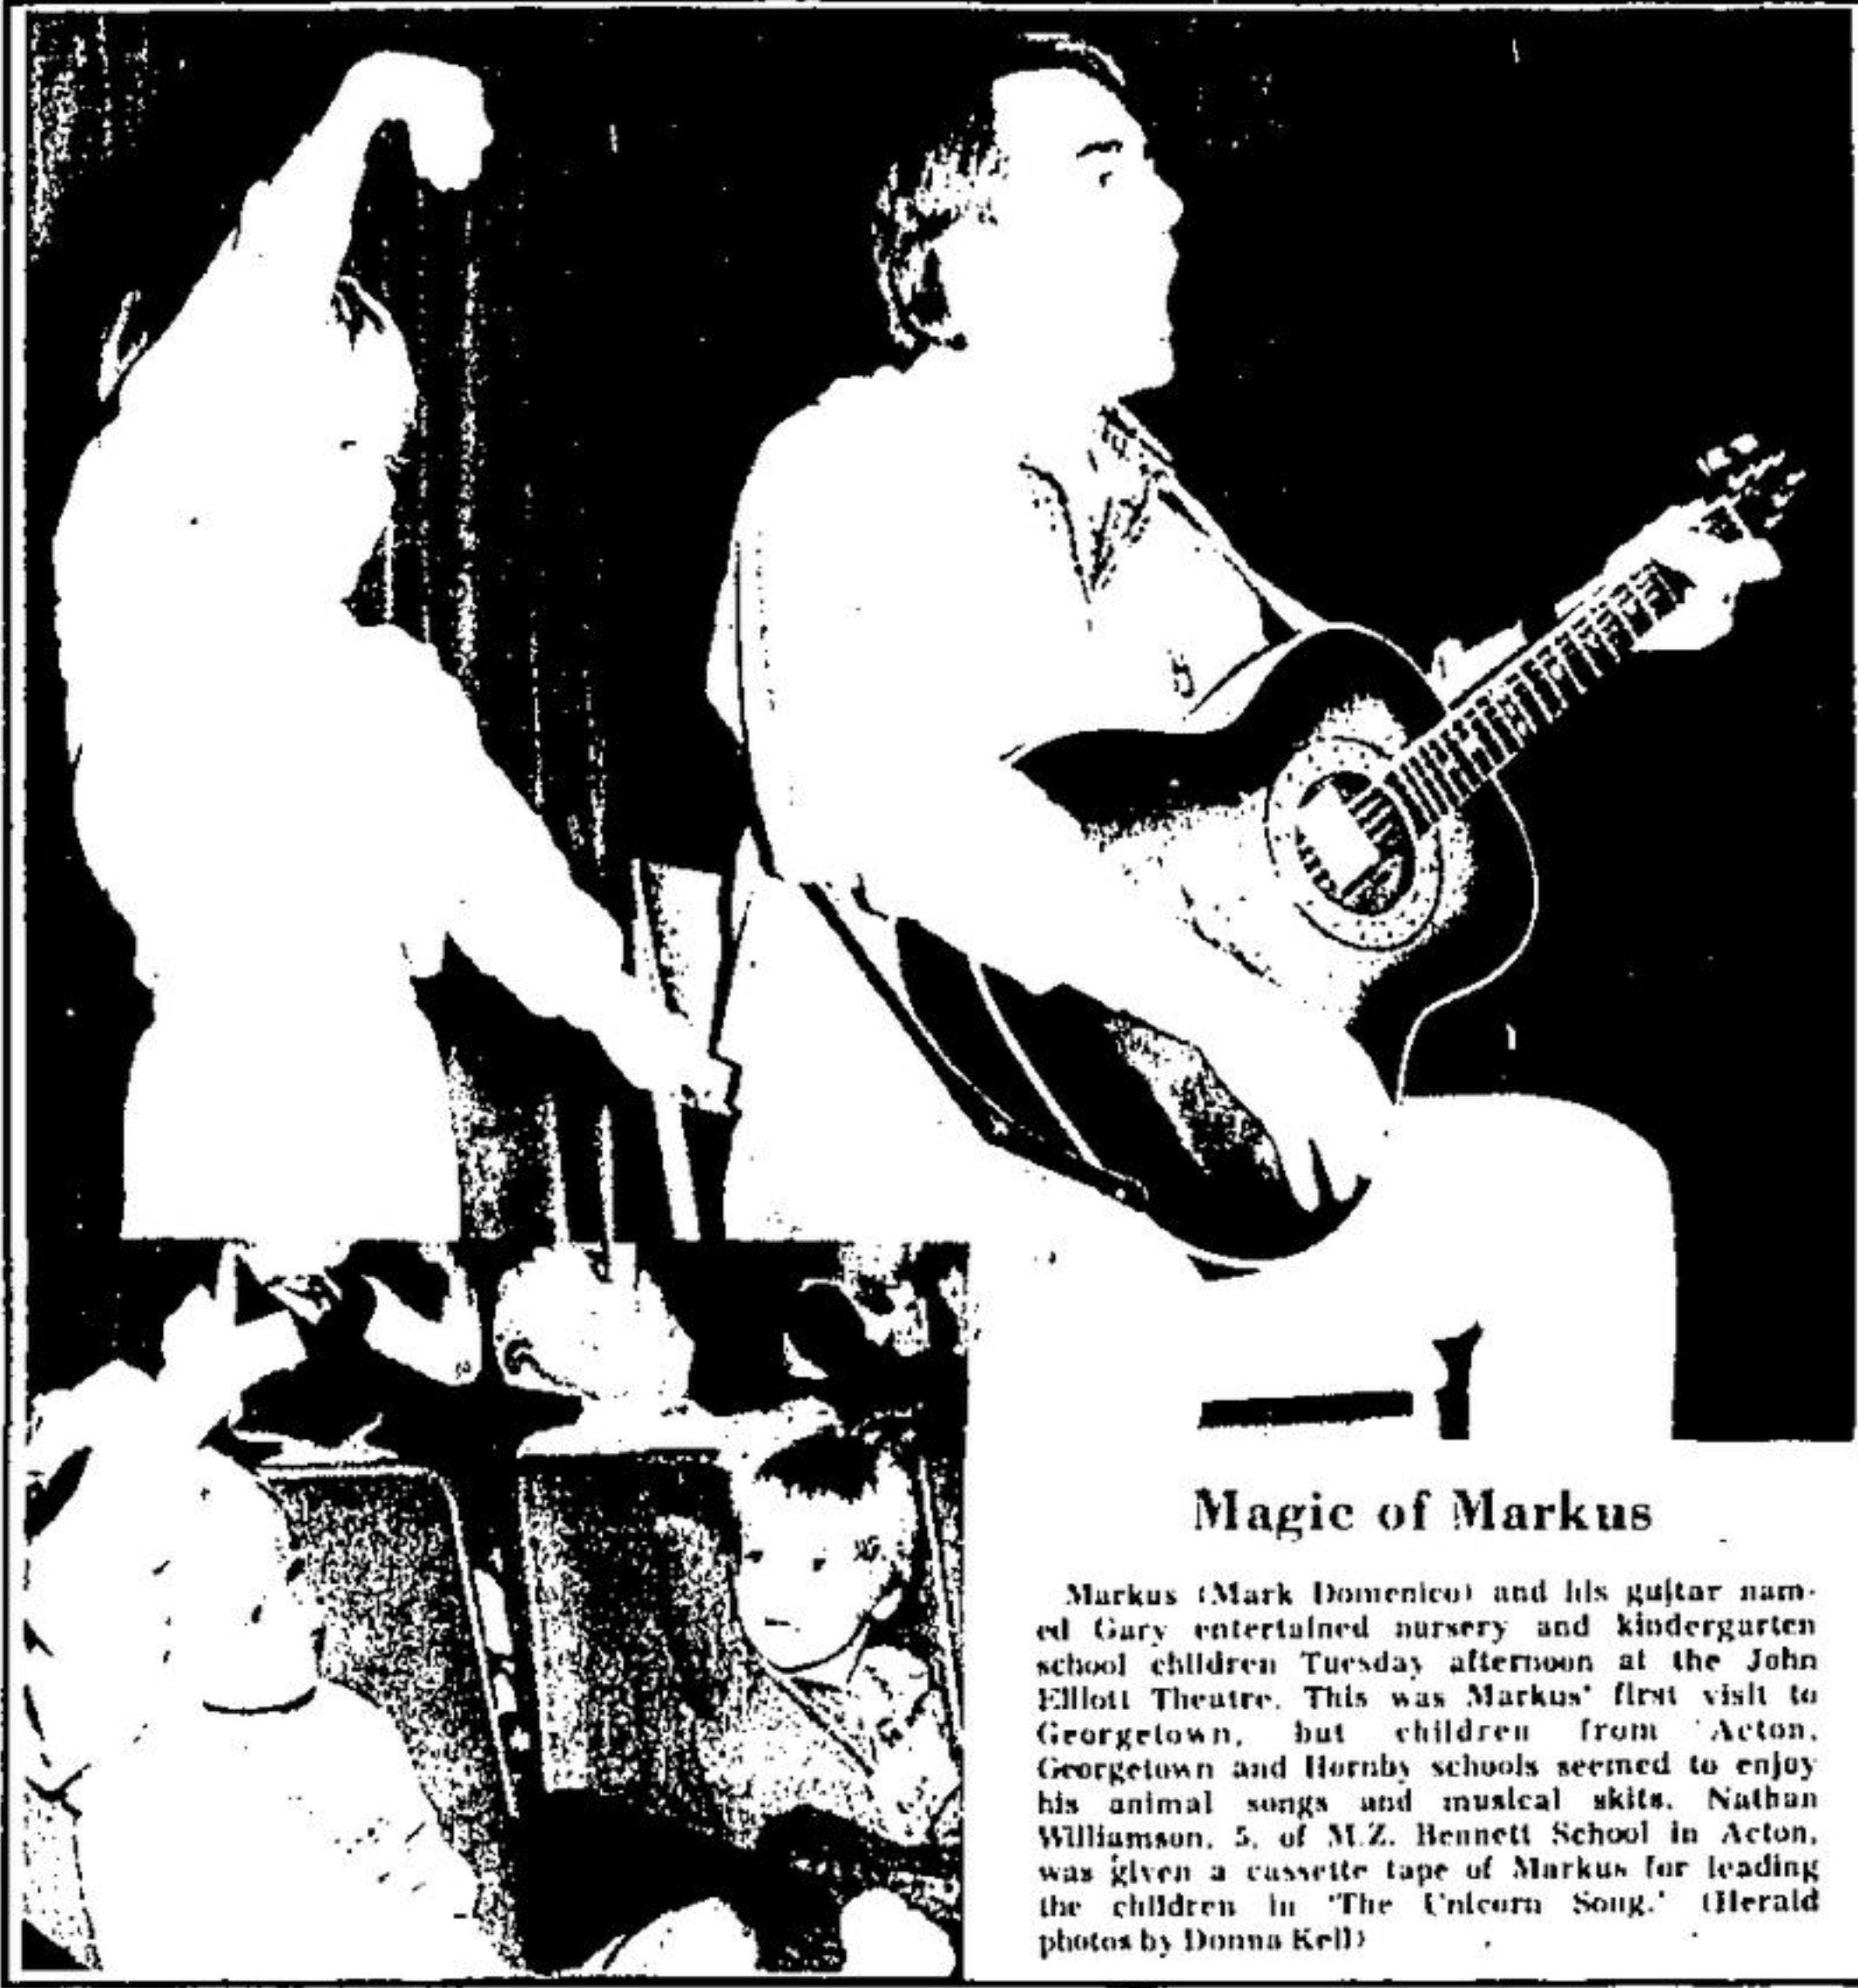 Magic of Markus
Markus (Mark Domenico) and his guitar nam-
ed Gary entertained nursery and kindergarten
school children Tuesday afternoon at the John
Elliott Theatre. This was Markus' first visit to
Georgetown, but children from Acton,
Georgetown and Hornby schools seemed to enjoy
his animal songs and musical skits. Nathan
Williamson, 5, of M.Z. Bennett School in Acton,
was given a cassette tape of Markus for leading
the children in 'The Unicorn Song.' (Herald
photos by Donna Kell)